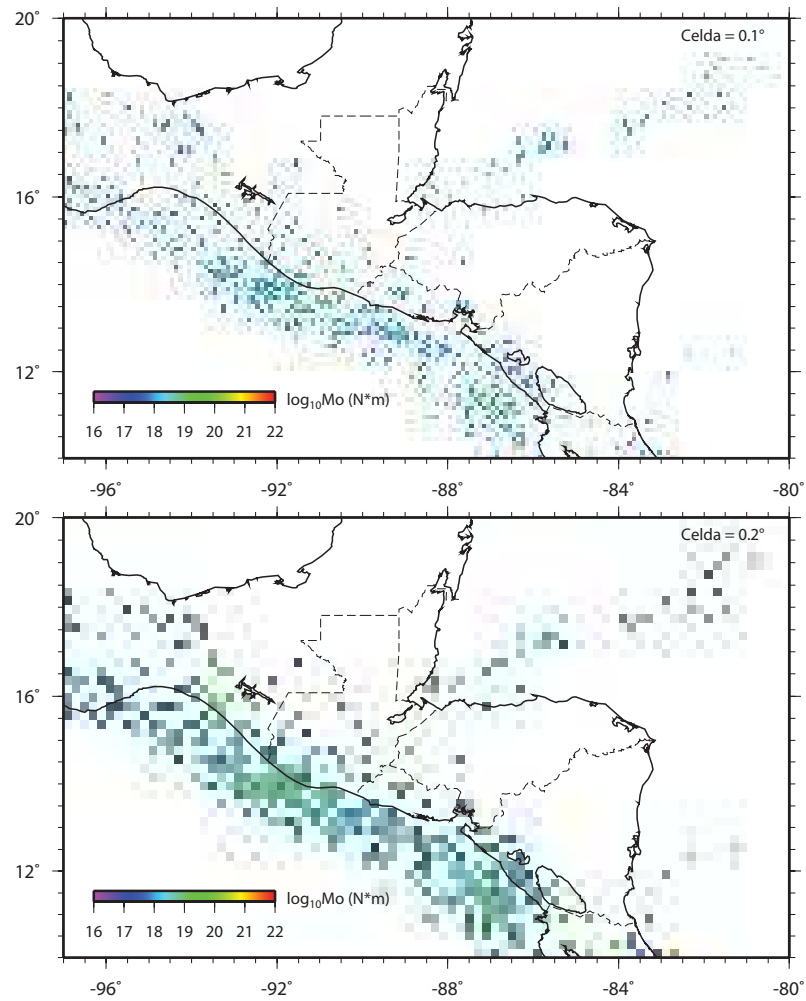 20˚
Celda = 0.1°
16˚
12˚
log10Mo (N*m)
16 17 18 19 20 21 22
-96˚ -92˚ -88˚ -84˚ -80˚
20˚
Celda = 0.2°
16˚
12˚
log10Mo (N*m)
16 17 18 19 20 21 22
-96˚ -92˚ -88˚ -84˚ -80˚